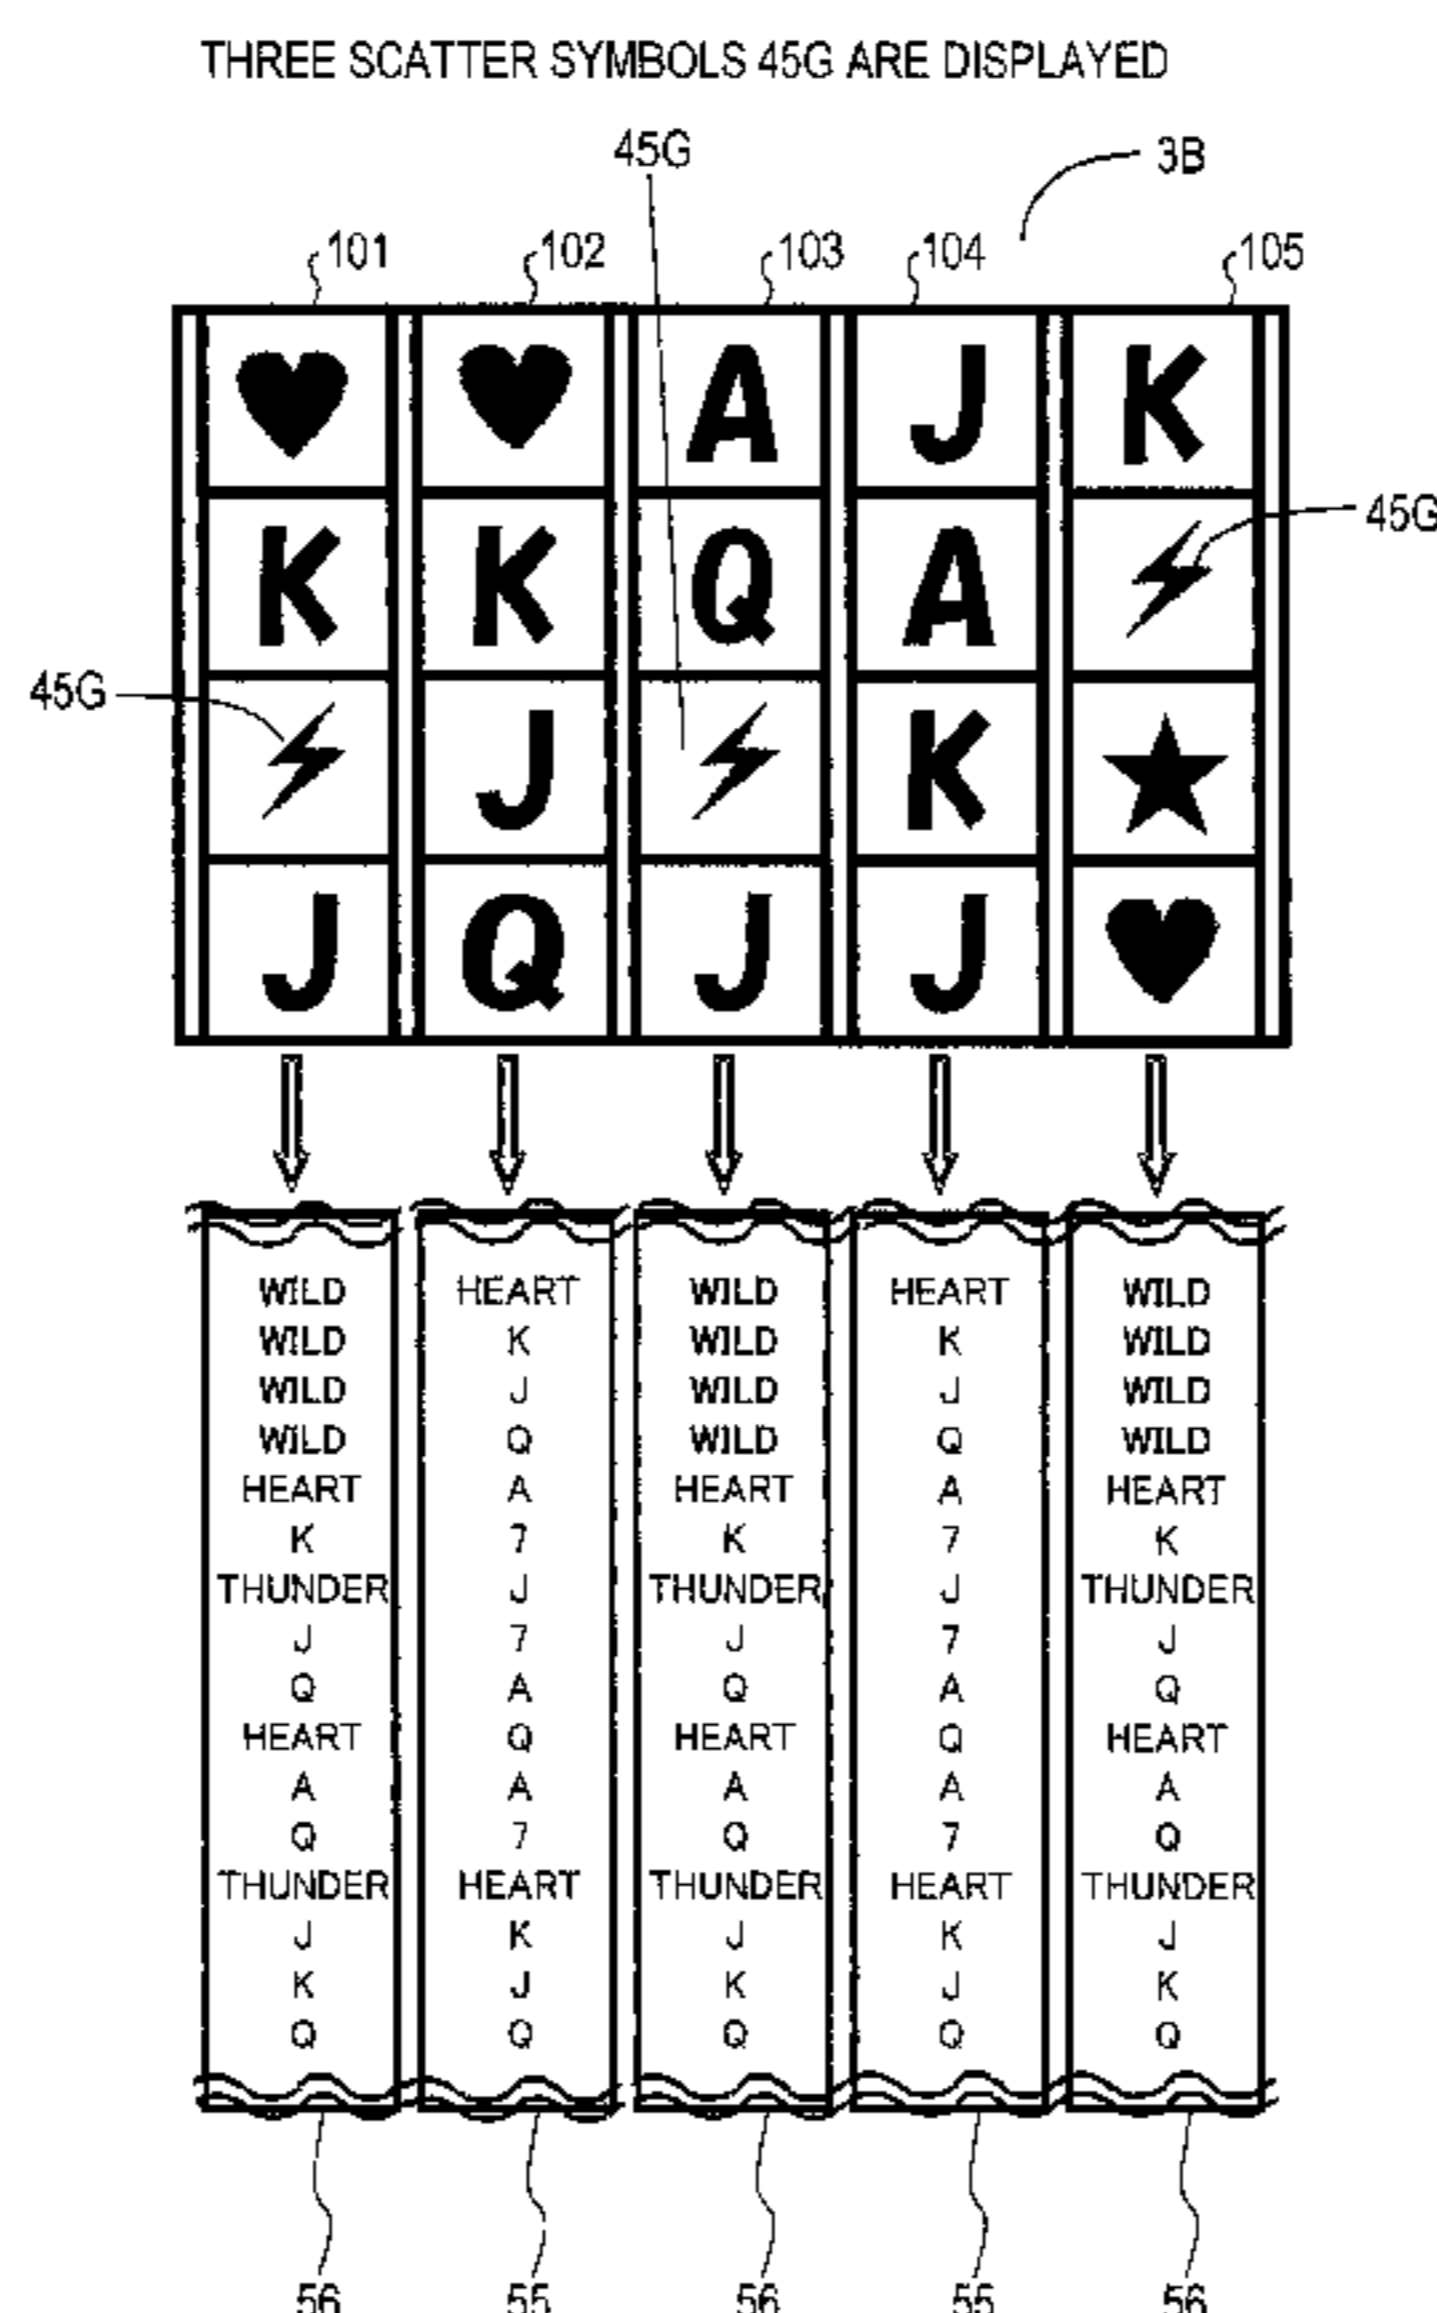 THREE SCATTER SYMBOLS 45G ARE DISPLAYED
45G 3B
101 102 103 104 105
A J K
K K Q A 45G
45G J K
J Q J J
WILD HEART WILD HEART WILD
WILD K WILD K WILD
WILD J WILD J WILD
WILD Q WILD Q WILD
HEART A HEART A HEART
K 7 K 7 K
THUNDER J THUNDER J THUNDER
J 7 J 7 J
Q A Q A Q
HEART Q HEART Q HEART
A A A A A
Q 7 Q 7 Q
THUNDER HEART THUNDER HEART THUNDER
J K J K J
K J K J K
Q Q Q Q Q
56 55 56 55 56